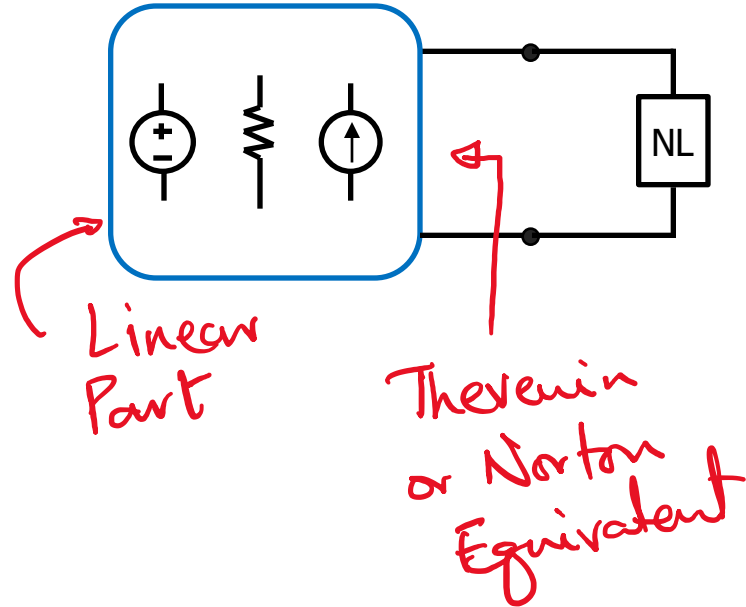 NL
Linear
Part
Thevenin
or Norton
Equivalent